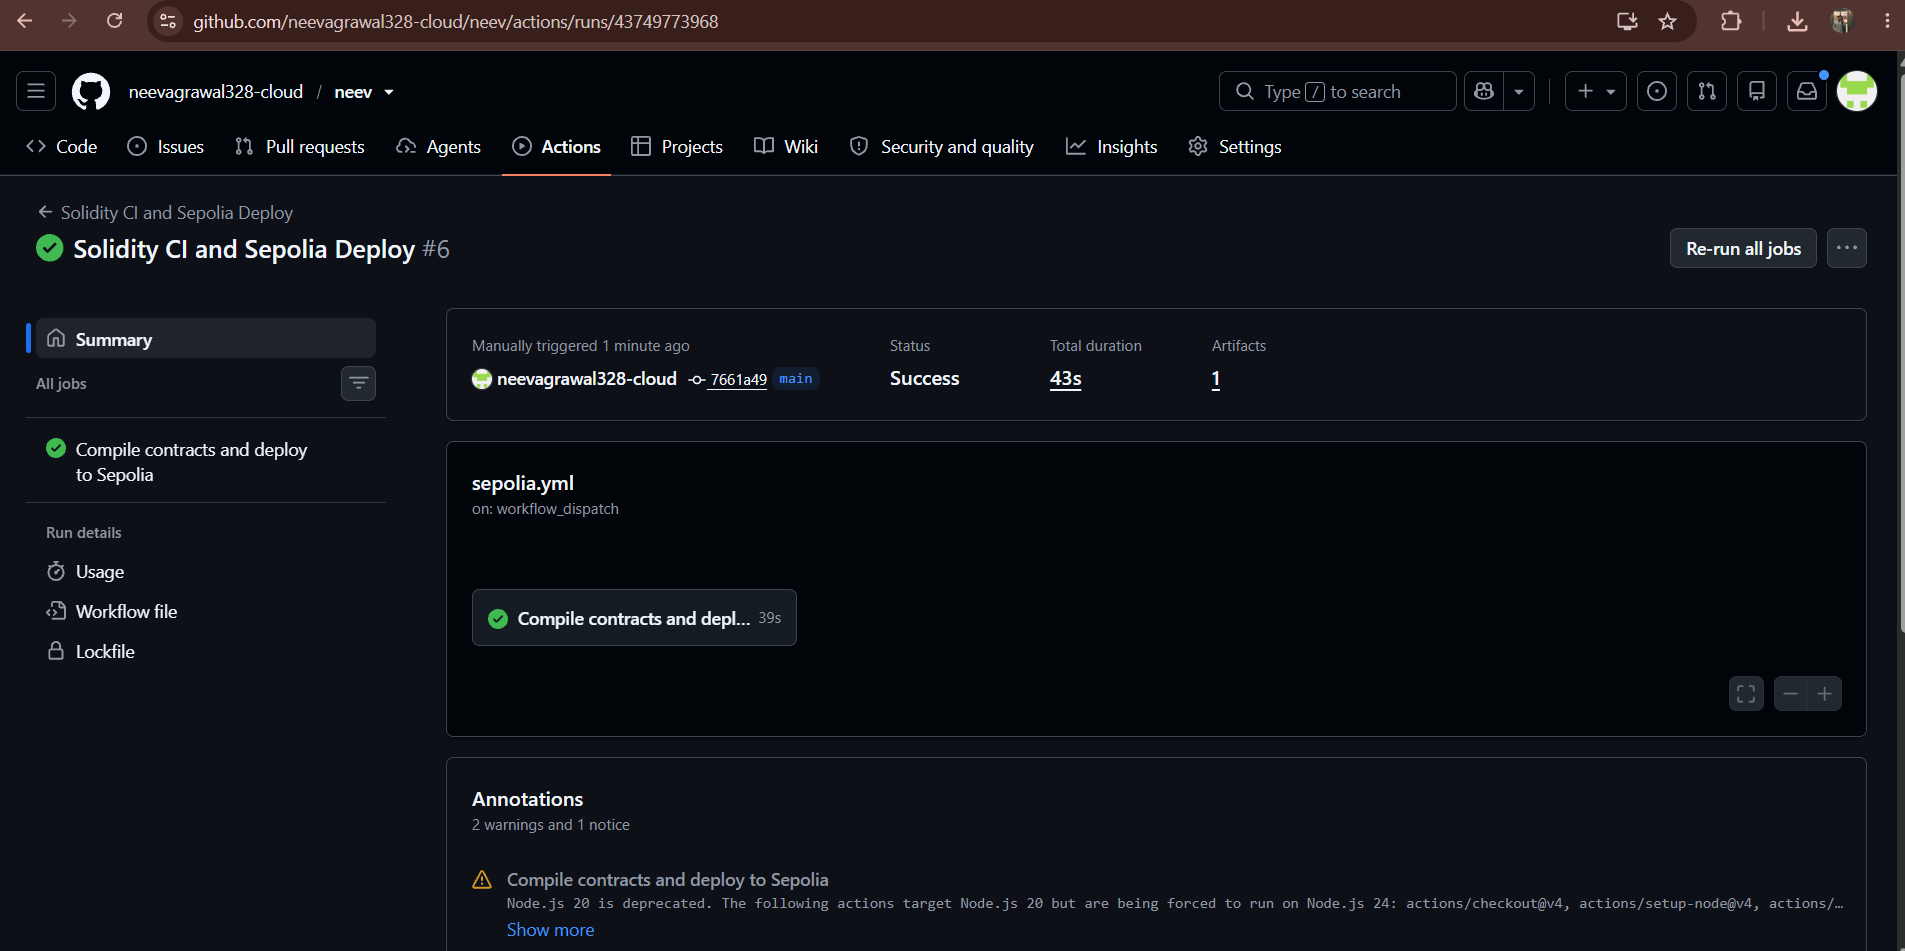 github.com/neevagrawal328-cloud/neev/actions/runs/43749773968
neevagrawal328-cloud / neev
Type / to search
Code
Issues
Pull requests
Agents
Actions
Projects
Wiki
Security and quality
Insights
Settings
Solidity CI and Sepolia Deploy
Solidity CI and Sepolia Deploy #6
Re-run all jobs
Summary
All jobs
Compile contracts and deploy
to Sepolia
Run details
Usage
Workflow file
Lockfile
Manually triggered 1 minute ago
neevagrawal328-cloud 7661a49 main
Status
Success
Total duration
43s
Artifacts
1
sepolia.yml
on: workflow_dispatch
Compile contracts and depl... 39s
Annotations
2 warnings and 1 notice
Compile contracts and deploy to Sepolia
Node.js 20 is deprecated. The following actions target Node.js 20 but are being forced to run on Node.js 24: actions/checkout@v4, actions/setup-node@v4, actions/…
Show more